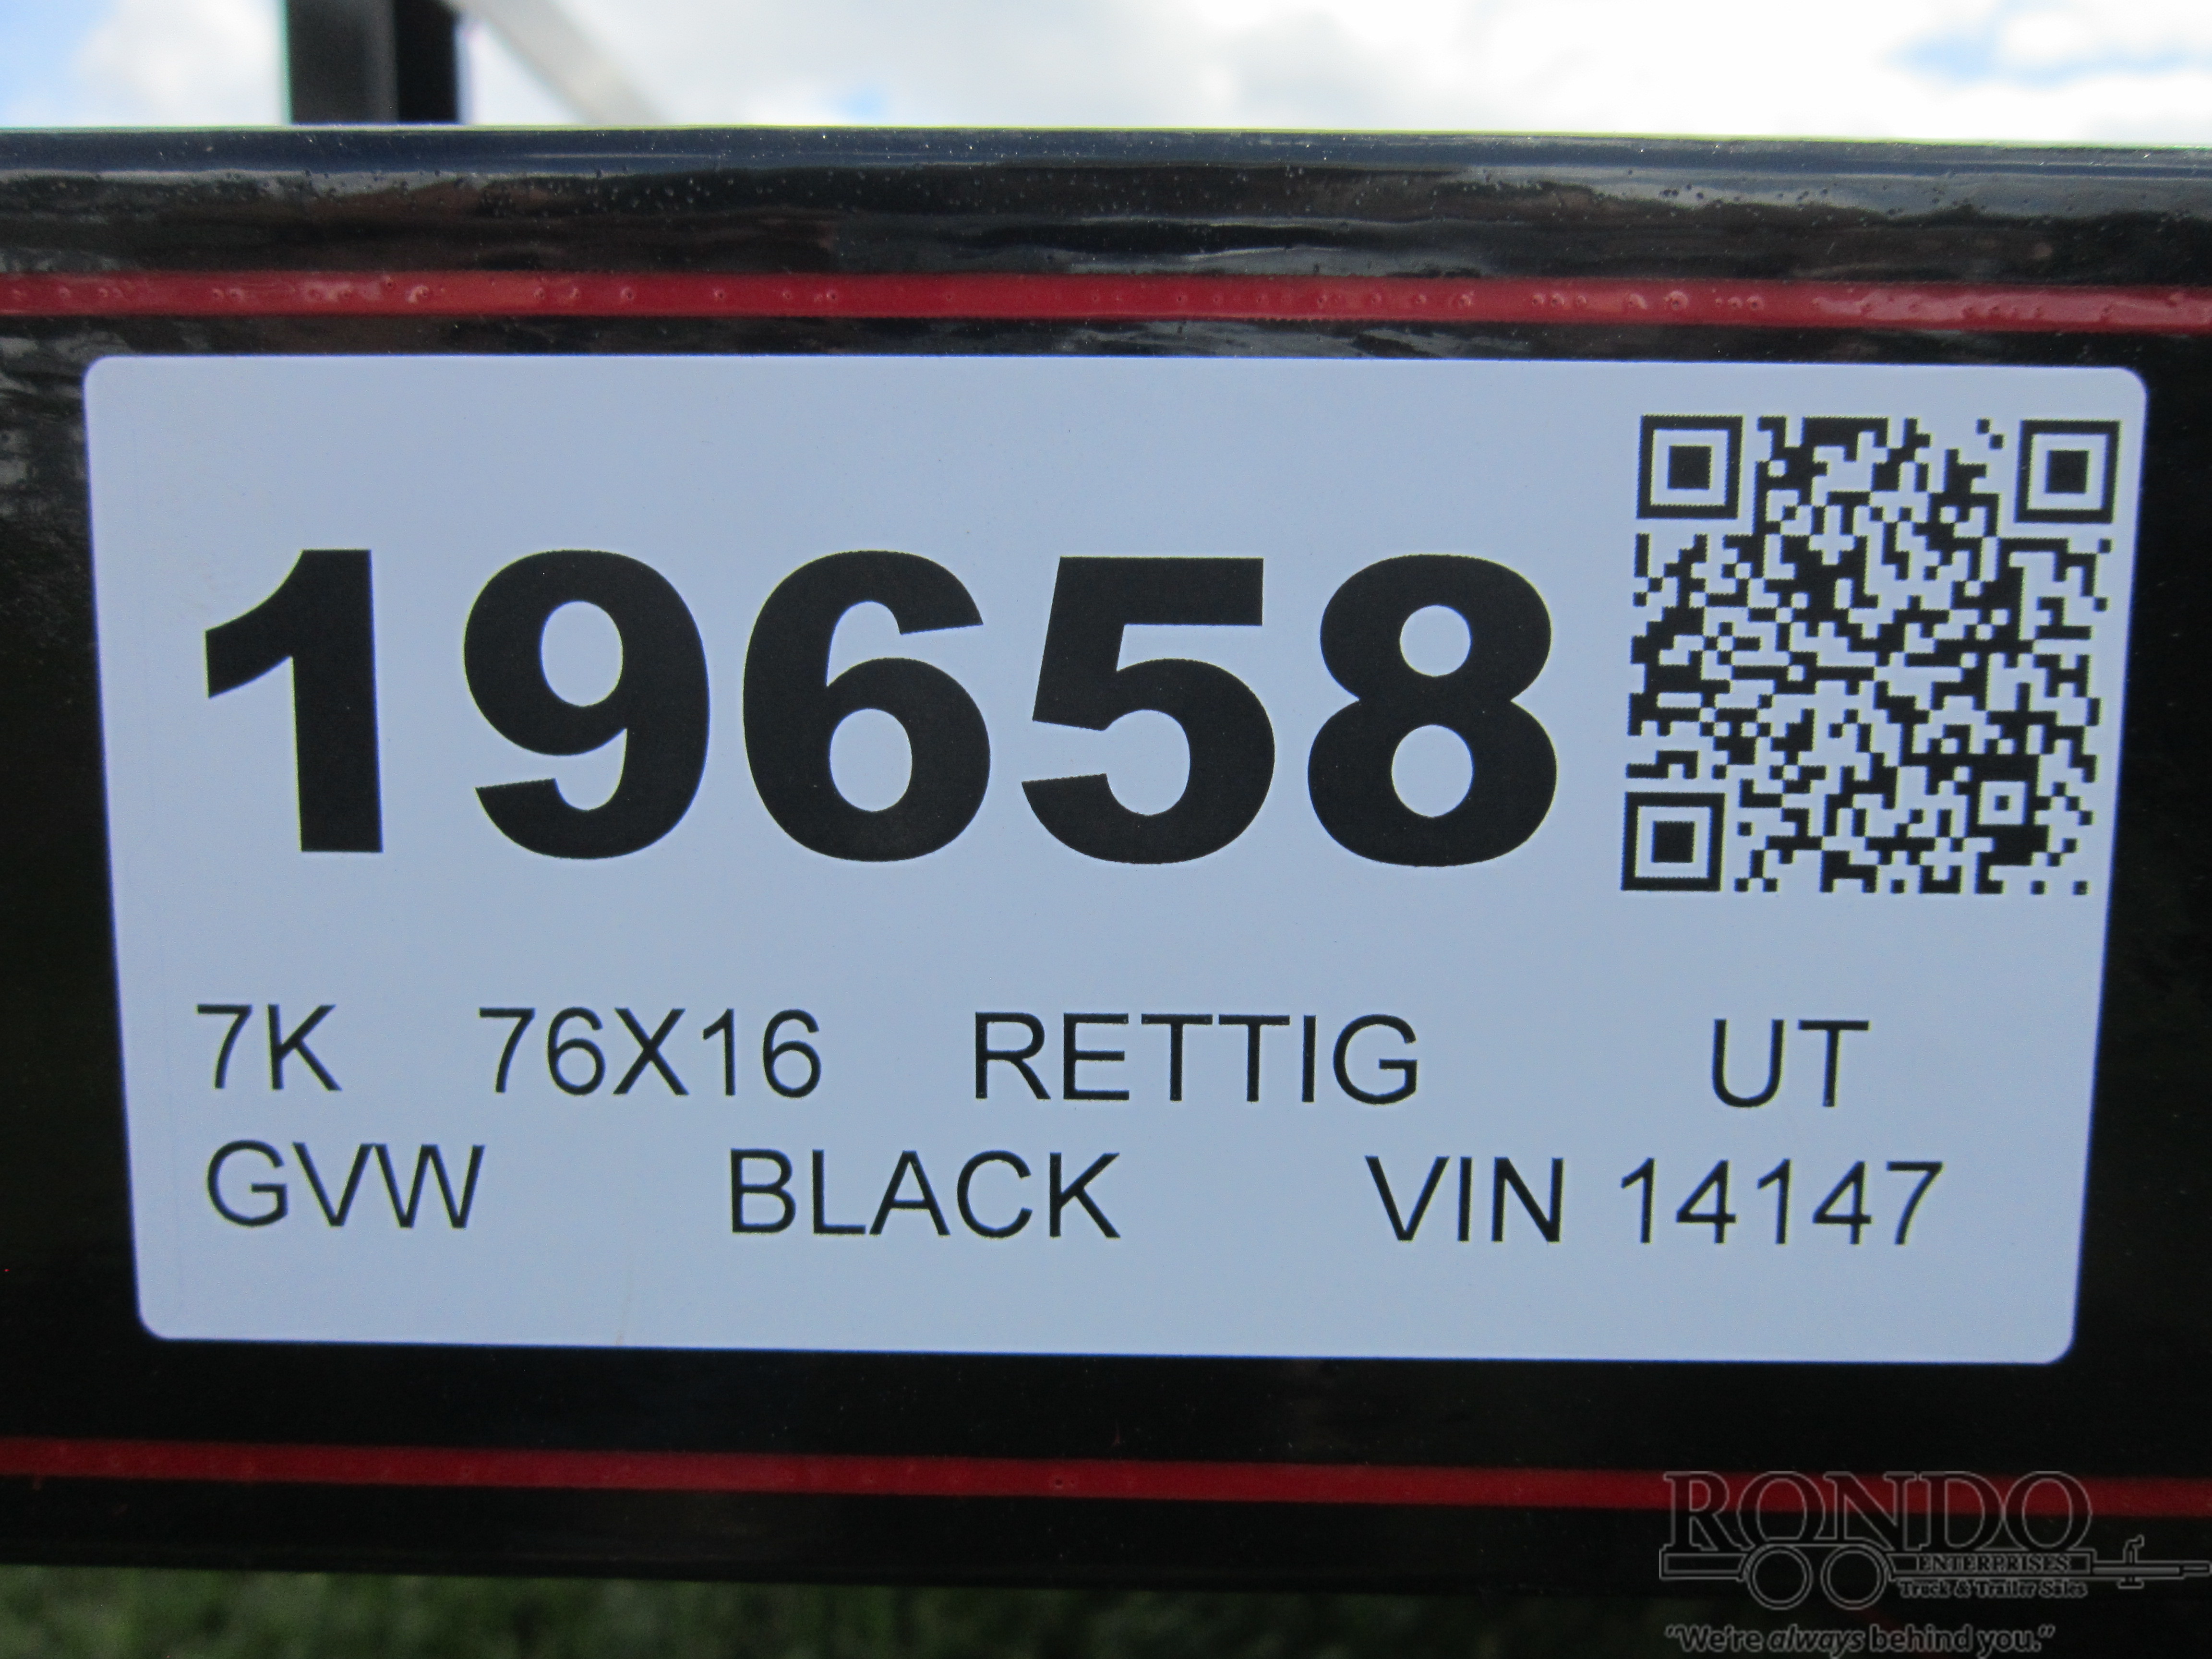 19658
7K 76X16 RETTIG UT
GVW BLACK VIN 14147
RONDO
ENTERPRISES
Truck & Trailer Sales
"We're always behind you."